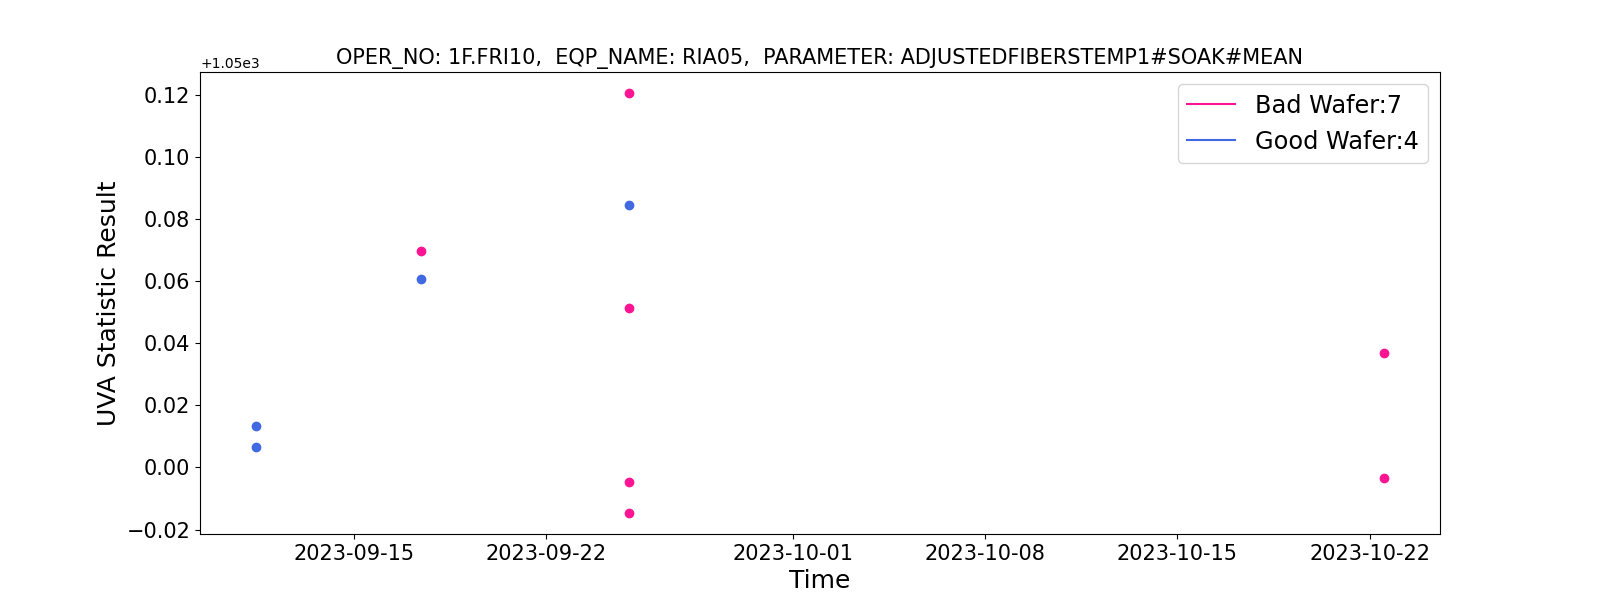 OPER_NO: 1F.FRI10,  EQP_NAME: RIA05,  PARAMETER: ADJUSTEDFIBERSTEMP1#SOAK#MEAN
+1.05e3
Bad Wafer:7
Good Wafer:4
UVA Statistic Result
0.12
0.10
0.08
0.06
0.04
0.02
0.00
−0.02
2023-09-15 2023-09-22 2023-10-01 2023-10-08 2023-10-15 2023-10-22
Time